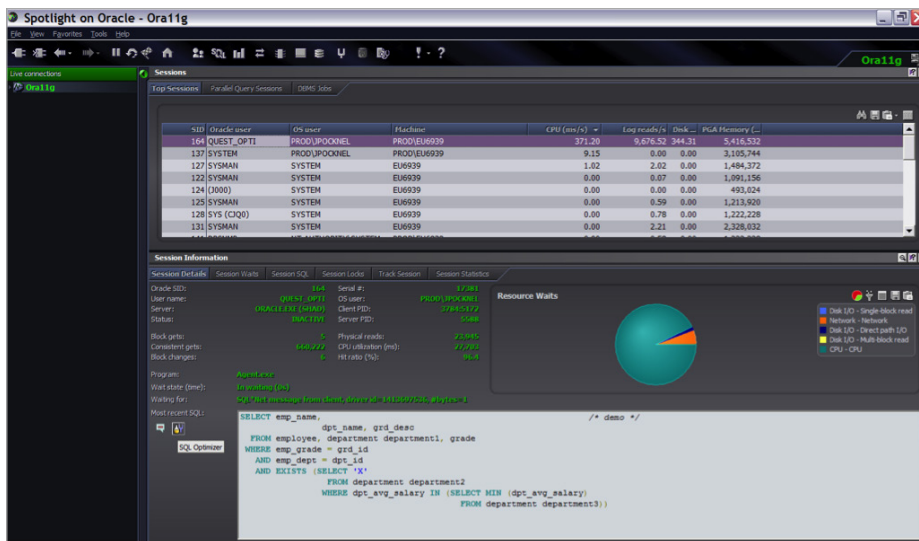 Spotlight on Oracle - Ora11g
File View Favorites Tools Help
Ora11g
Live connections
Ora11g
Sessions
Top Sessions Parallel Query Sessions DBMS Jobs
SID Oracle user OS user Machine CPU (ms/s) Log reads/s Disk ... PGA Memory (...
164 QUEST_OPTI PROD\JPOCKNEL PROD\EU6939 371.20 9,676.52 344.31 5,416,532
137 SYSTEM PROD\JPOCKNEL PROD\EU6939 9.15 0.00 0.00 3,105,744
127 SYSMAN SYSTEM EU6939 1.02 2.02 0.00 1,484,372
122 SYSMAN SYSTEM EU6939 0.00 0.07 0.00 1,091,156
124 (J000) SYSTEM EU6939 0.00 0.00 0.00 493,024
125 SYSMAN SYSTEM EU6939 0.00 0.59 0.00 1,213,920
128 SYS (CJQ0) SYSTEM EU6939 0.00 0.78 0.00 1,222,228
131 SYSMAN SYSTEM EU6939 0.00 2.21 0.00 2,328,032
Session Information
Session Details Session Waits Session SQL Session Locks Track Session Session Statistics
Oracle SID: 164 Serial #: 17281
User name: QUEST_OPTI OS user: PROD\JPOCKNEL
Server: ORACLE.EXE (SHAD) Client PID: 3784:5172
Status: INACTIVE Server PID: 5588
Block gets: 5 Physical reads: 23,945
Consistent gets: 660,272 CPU utilization (ms): 27,703
Block changes: 6 Hit ratio (%): 96.4
Program: Agent.exe
Wait state (time): In waiting (0s)
Waiting for: SQL*Net message from client, driver id=1413697536, #bytes=1
Most recent SQL:
SQL Optimizer
Resource Waits
Disk I/O - Single-block read
Network - Network
Disk I/O - Direct path I/O
Disk I/O - Multi-block read
CPU - CPU
SELECT emp_name, /* demo */
dpt_name, grd_desc
FROM employee, department department1, grade
WHERE emp_grade = grd_id
AND emp_dept = dpt_id
AND EXISTS (SELECT 'X'
FROM department department2
WHERE dpt_avg_salary IN (SELECT MIN (dpt_avg_salary)
FROM department department3))